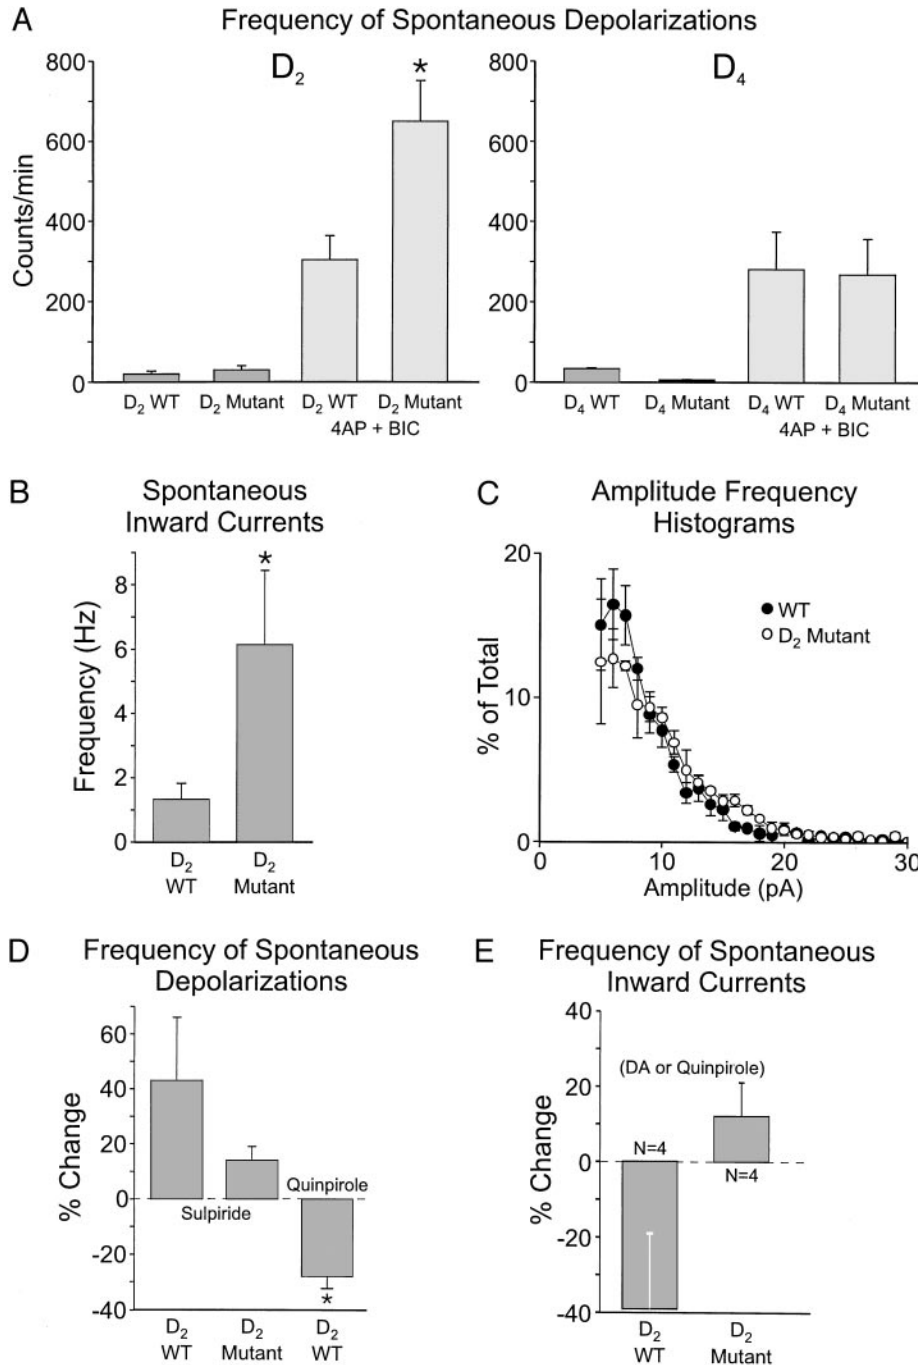 A
Frequency of Spontaneous Depolarizations
D2
D4
Counts/min
800
600
400
200
0
*
D2 WT
D2 Mutant
D2 WT
D2 Mutant
4AP + BIC
800
600
400
200
0
D4 WT
D4 Mutant
D4 WT
D4 Mutant
4AP + BIC
B
Spontaneous
Inward Currents
Frequency (Hz)
8
6
4
2
0
*
D2
WT
D2
Mutant
C
Amplitude Frequency
Histograms
% of Total
20
10
0
WT
D2 Mutant
0
10
20
30
Amplitude (pA)
D
Frequency of Spontaneous
Depolarizations
% Change
60
40
20
0
-20
-40
Sulpiride
Quinpirole
*
D2
WT
D2
Mutant
D2
WT
E
Frequency of Spontaneous
Inward Currents
% Change
40
20
0
-20
-40
(DA or Quinpirole)
N=4
N=4
D2
WT
D2
Mutant